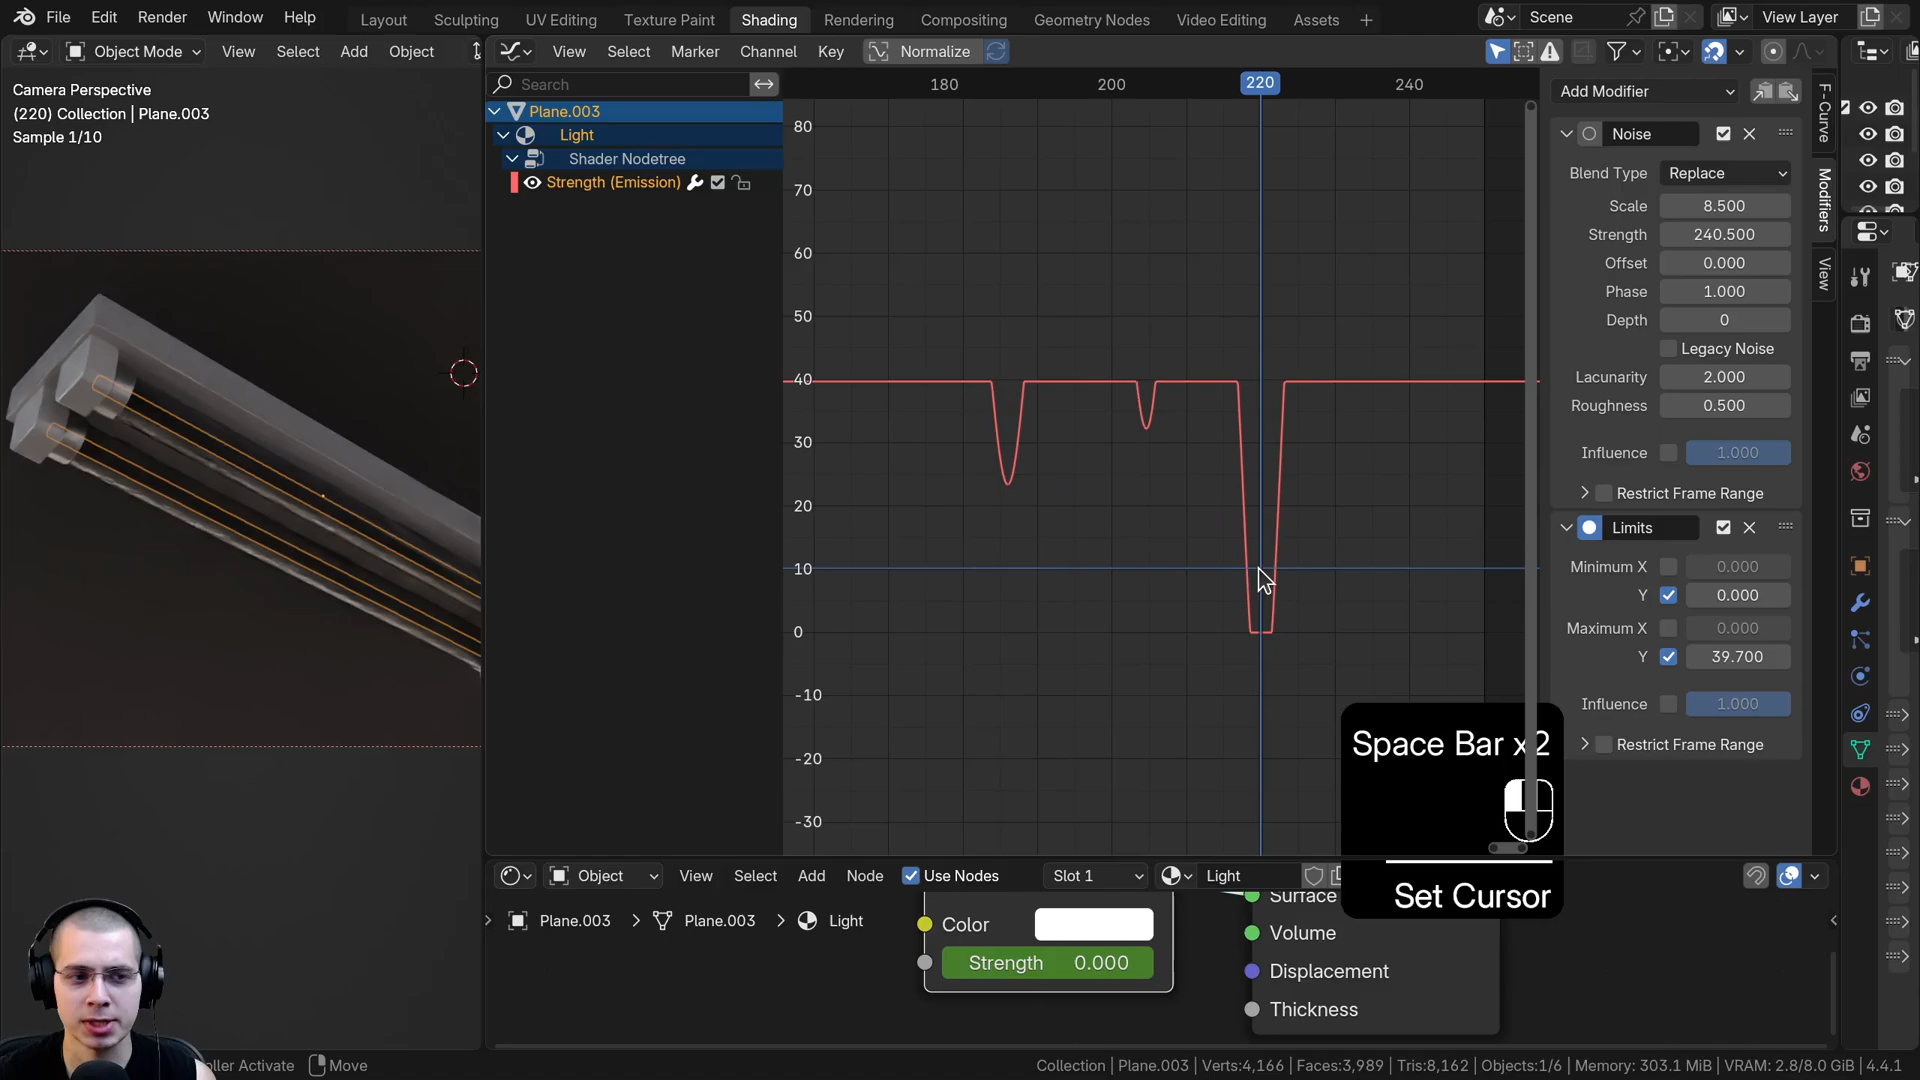 File Edit Render Window Help Layout Sculpting UV Editing Texture Paint Shading Rendering Compositing Geometry Nodes Video Editing Assets + Scene View Layer
Object Mode View Select Add Object View Select Marker Channel Key Normalize
Camera Perspective
(220) Collection | Plane.003
Sample 1/10
Search
Plane.003
Light
Shader Nodetree
Strength (Emission)
180 200 220 240
80
70
60
50
40
30
20
10
0
-10
-20
-30
Add Modifier
Noise
Blend Type Replace
Scale 8.500
Strength 240.500
Offset 0.000
Phase 1.000
Depth 0
Legacy Noise
Lacunarity 2.000
Roughness 0.500
Influence 1.000
Restrict Frame Range
Limits
Minimum X 0.000
Y 0.000
Maximum X 0.000
Y 39.700
Influence 1.000
Restrict Frame Range
F-Curve
Modifiers
View
Space Bar x2
Set Cursor
Object View Select Add Node Use Nodes Slot 1 Light
Plane.003 > Plane.003 > Light
Color
Strength 0.000
Surface
Volume
Displacement
Thickness
oller Activate Move
Collection | Plane.003 | Verts:4,166 | Faces:3,989 | Tris:8,162 | Objects:1/6 | Memory: 303.1 MiB | VRAM: 2.8/8.0 GiB | 4.4.1